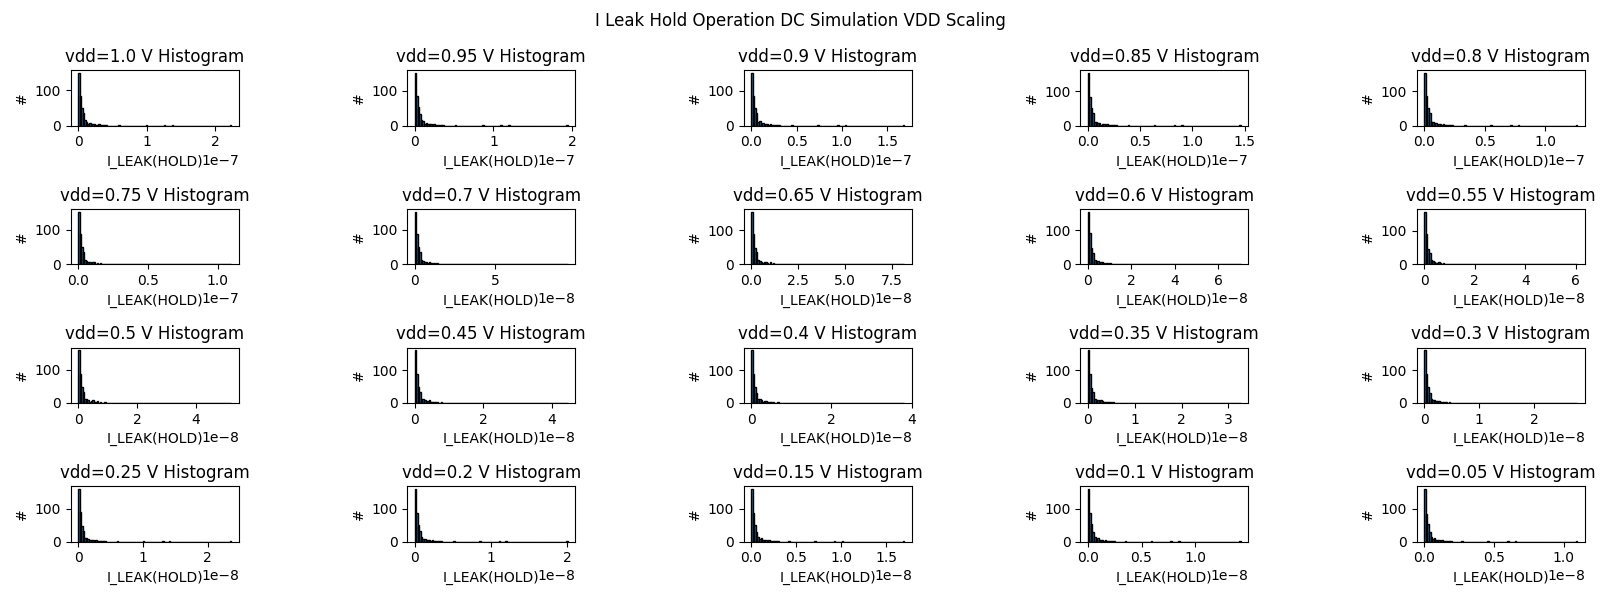 I Leak Hold Operation DC Simulation VDD Scaling
vdd=1.0 V Histogram vdd=0.95 V Histogram vdd=0.9 V Histogram vdd=0.85 V Histogram vdd=0.8 V Histogram
# 100 # 100 # 100 # 100 # 100
0 0 0 0 0
0 1 2 0 1 2 0.0 0.5 1.0 1.5 0.0 0.5 1.0 1.5 0.0 0.5 1.0
I_LEAK(HOLD) 1e−7 I_LEAK(HOLD) 1e−7 I_LEAK(HOLD) 1e−7 I_LEAK(HOLD) 1e−7 I_LEAK(HOLD) 1e−7
vdd=0.75 V Histogram vdd=0.7 V Histogram vdd=0.65 V Histogram vdd=0.6 V Histogram vdd=0.55 V Histogram
# 100 # 100 # 100 # 100 # 100
0 0 0 0 0
0.0 0.5 1.0 0 5 0.0 2.5 5.0 7.5 0 2 4 6 0 2 4 6
I_LEAK(HOLD) 1e−7 I_LEAK(HOLD) 1e−8 I_LEAK(HOLD) 1e−8 I_LEAK(HOLD) 1e−8 I_LEAK(HOLD) 1e−8
vdd=0.5 V Histogram vdd=0.45 V Histogram vdd=0.4 V Histogram vdd=0.35 V Histogram vdd=0.3 V Histogram
# 100 # 100 # 100 # 100 # 100
0 0 0 0 0
0 2 4 0 2 4 0 2 4 0 1 2 3 0 1 2
I_LEAK(HOLD) 1e−8 I_LEAK(HOLD) 1e−8 I_LEAK(HOLD) 1e−8 I_LEAK(HOLD) 1e−8 I_LEAK(HOLD) 1e−8
vdd=0.25 V Histogram vdd=0.2 V Histogram vdd=0.15 V Histogram vdd=0.1 V Histogram vdd=0.05 V Histogram
# 100 # 100 # 100 # 100 # 100
0 0 0 0 0
0 1 2 0 1 2 0.0 0.5 1.0 1.5 0.0 0.5 1.0 0.0 0.5 1.0
I_LEAK(HOLD) 1e−8 I_LEAK(HOLD) 1e−8 I_LEAK(HOLD) 1e−8 I_LEAK(HOLD) 1e−8 I_LEAK(HOLD) 1e−8